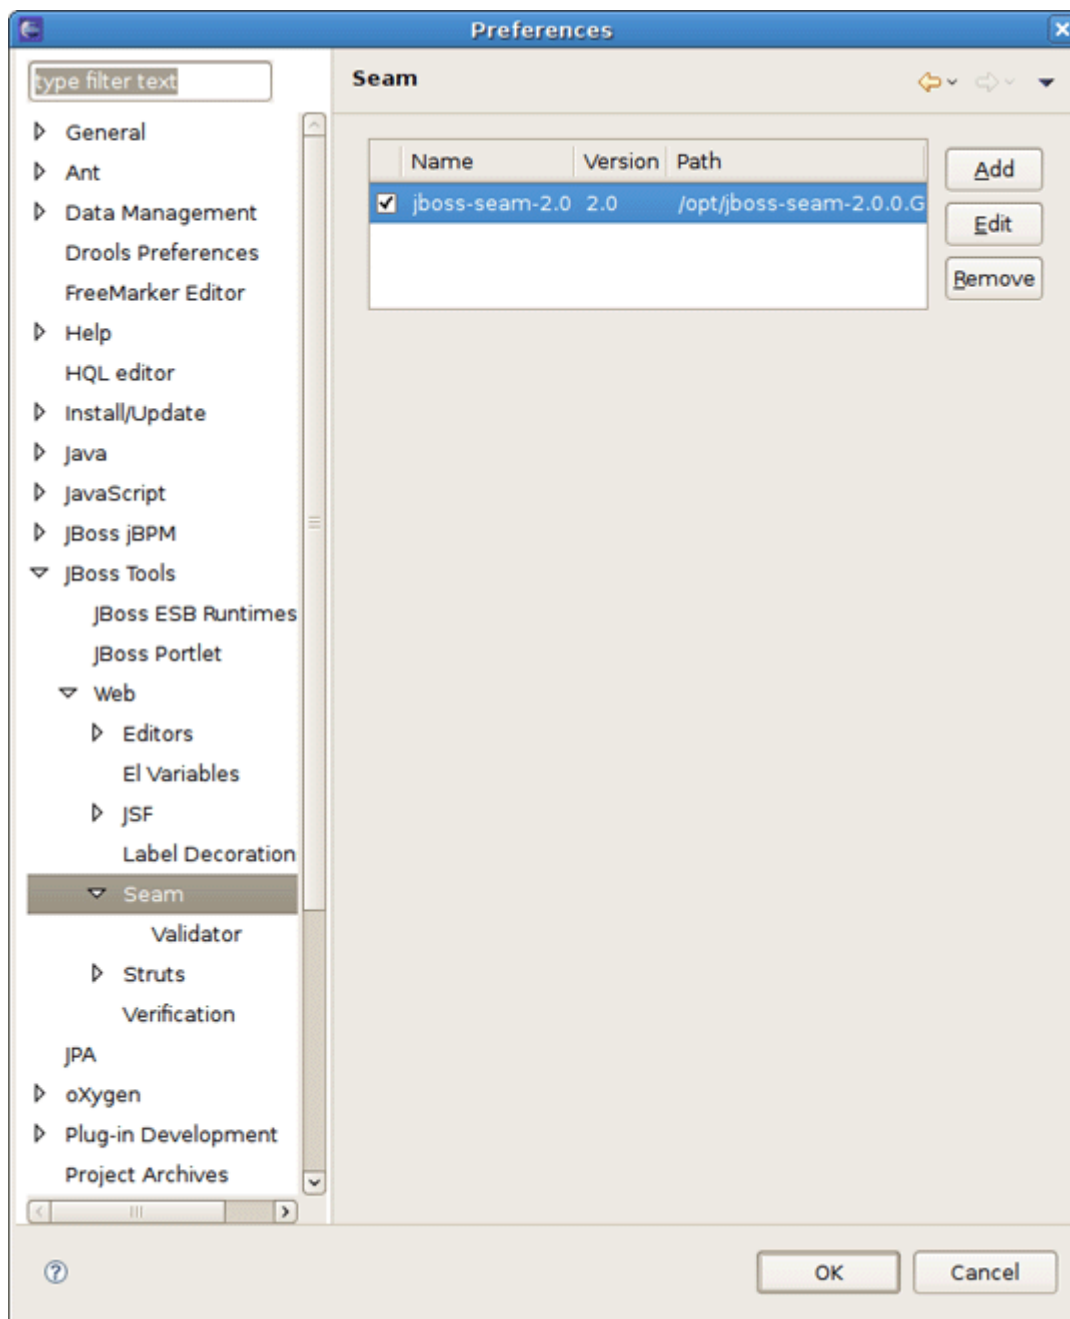 Preferences
type filter text
Seam
General
Ant
Data Management
Drools Preferences
FreeMarker Editor
Help
HQL editor
Install/Update
Java
JavaScript
JBoss jBPM
JBoss Tools
JBoss ESB Runtimes
JBoss Portlet
Web
Editors
El Variables
JSF
Label Decoration
Seam
Validator
Struts
Verification
JPA
oXygen
Plug-in Development
Project Archives
Name Version Path
jboss-seam-2.0 2.0 /opt/jboss-seam-2.0.0.G
Add
Edit
Remove
?
OK Cancel